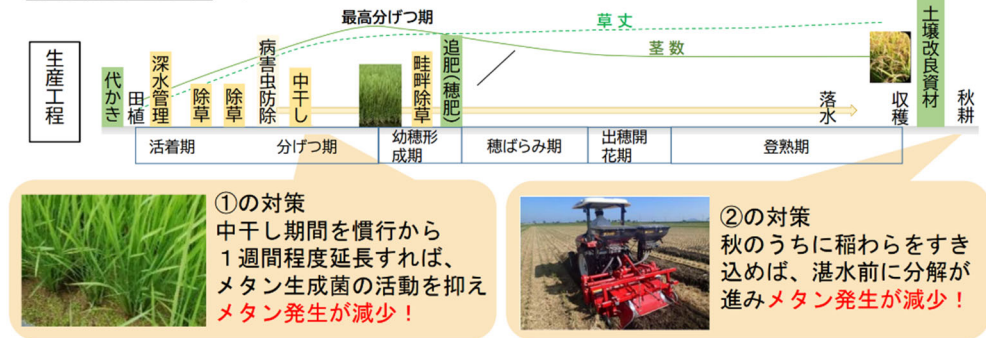 最高分げつ期
草丈
茎数
生産工程
代かき
田植
深水管理
除草
除草
病害虫防除
中干し
畦畔除草
追肥(穂肥)
落水
収穫
土壌改良資材
秋耕
活着期
分げつ期
幼穂形
成期
穂ばらみ期
出穂開
花期
登熟期
①の対策
中干し期間を慣行から
1週間程度延長すれば、
メタン生成菌の活動を抑え
メタン発生が減少！
②の対策
秋のうちに稲わらをすき
込めば、湛水前に分解が
進みメタン発生が減少！